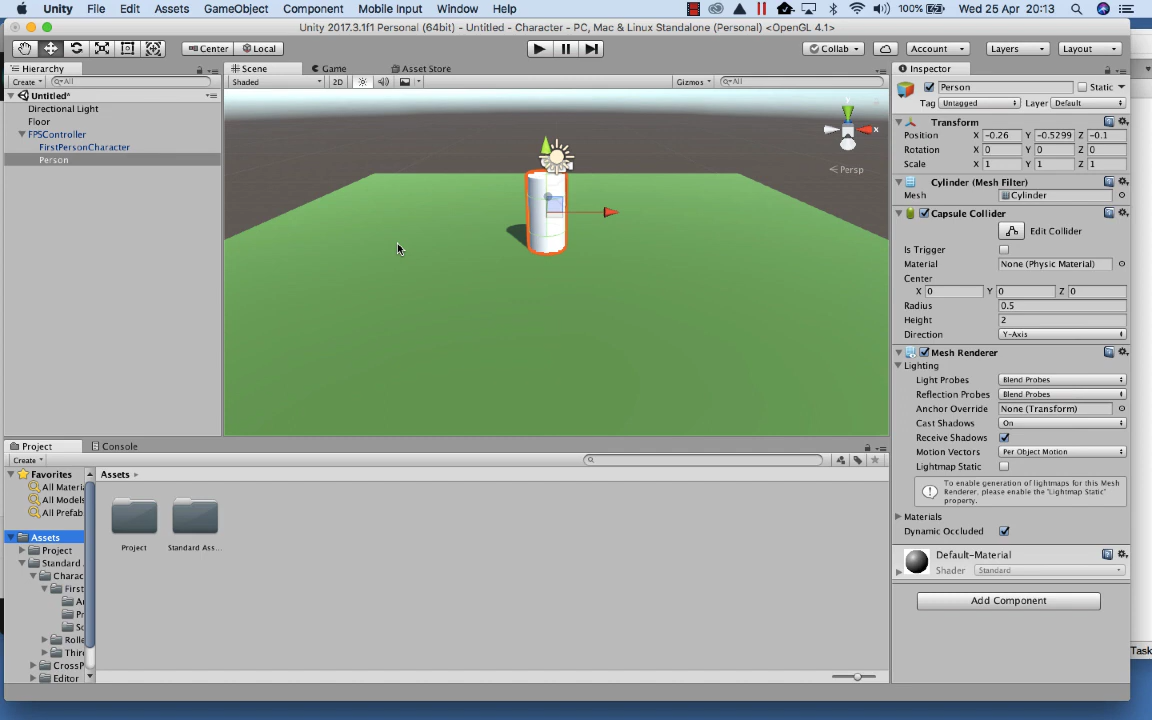 Unity File Edit Assets GameObject Component Mobile Input Window Help 100% Wed 25 Apr 20:13
Unity 2017.3.1f1 Personal (64bit) - Untitled - Character - PC, Mac & Linux Standalone (Personal) <OpenGL 4.1>
Center Local Collab Account Layers Layout
Hierarchy Scene Game Asset Store Inspector
Create All Shaded 2D Gizmos All
Person Static
Untitled*
Tag Untagged Layer Default
Directional Light
Floor
FPSController
FirstPersonCharacter
Person
x
Persp
Transform
Position X -0.26 Y -0.5299 Z -0.1
Rotation X 0 Y 0 Z 0
Scale X 1 Y 1 Z 1
Cylinder (Mesh Filter)
Mesh Cylinder
Capsule Collider
Edit Collider
Is Trigger
Material None (Physic Material)
Center
X 0 Y 0 Z 0
Radius 0.5
Height 2
Direction Y-Axis
Mesh Renderer
Lighting
Light Probes Blend Probes
Reflection Probes Blend Probes
Anchor Override None (Transform)
Cast Shadows On
Receive Shadows
Motion Vectors Per Object Motion
Lightmap Static
To enable generation of lightmaps for this Mesh
Renderer, please enable the 'Lightmap Static'
property.
Materials
Dynamic Occluded
Default-Material
Shader Standard
Add Component
Project Console
Create
Favorites
All Materi
All Models
All Prefab
Assets
Project
Standard
Charac
First
A
Pr
Sc
Rolle
Thir
CrossP
Editor
Assets
Project Standard Ass...
Task